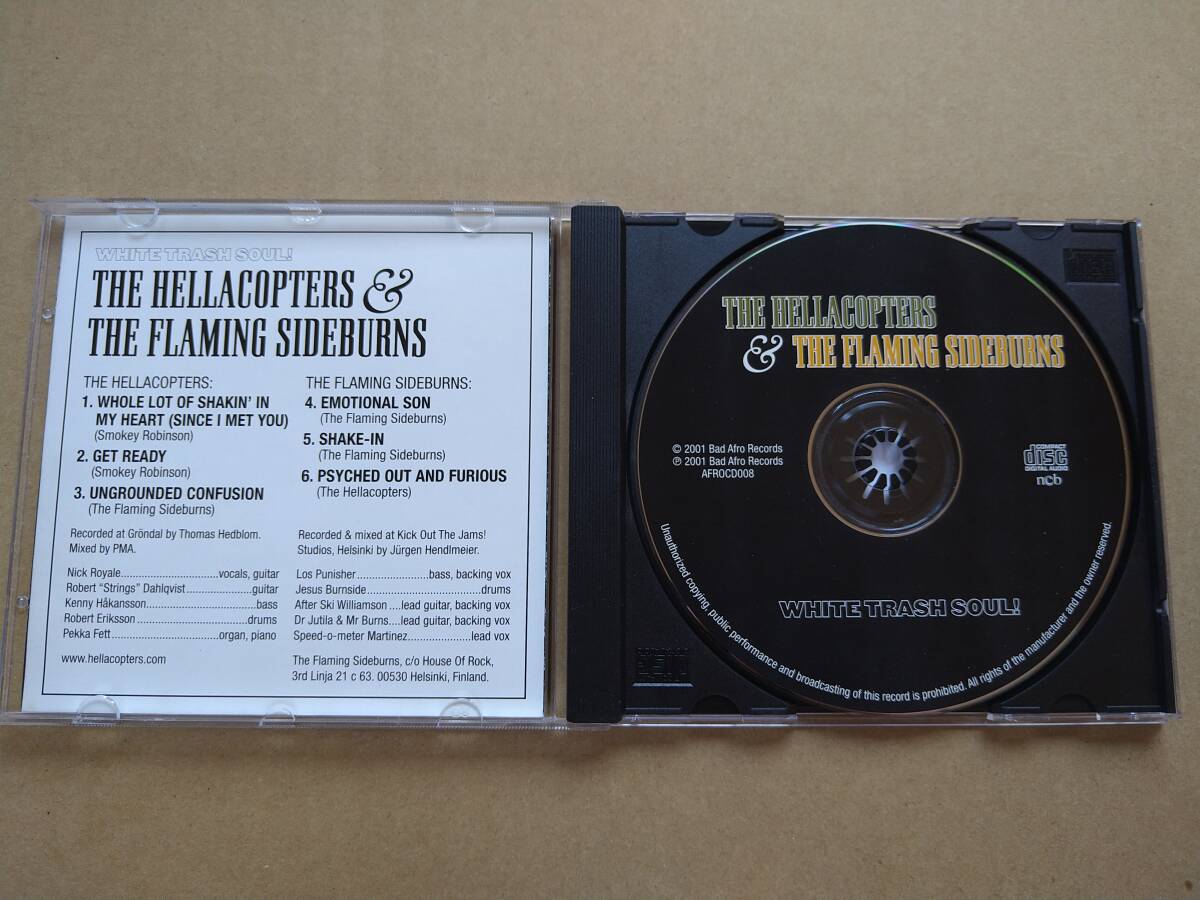 WHITE TRASH SOUL!
THE HELLACOPTERS &
THE FLAMING SIDEBURNS
THE HELLACOPTERS:
1. WHOLE LOT OF SHAKIN' IN
MY HEART (SINCE I MET YOU)
(Smokey Robinson)
2. GET READY
(Smokey Robinson)
3. UNGROUNDED CONFUSION
(The Flaming Sideburns)
Recorded at Gröndal by Thomas Hedblom.
Mixed by PMA.
Nick Royale..............................vocals, guitar
Robert "Strings" Dahlqvist....................guitar
Kenny Håkansson..................................bass
Robert Eriksson..................................drums
Pekka Fett................................organ, piano
www.hellacopters.com
THE FLAMING SIDEBURNS:
4. EMOTIONAL SON
(The Flaming Sideburns)
5. SHAKE-IN
(The Flaming Sideburns)
6. PSYCHED OUT AND FURIOUS
(The Hellacopters)
Recorded & mixed at Kick Out The Jams!
Studios, Helsinki by Jürgen Hendlmeier.
Los Punisher........................bass, backing vox
Jesus Burnside....................................drums
After Ski Williamson ....lead guitar, backing vox
Dr Jutila & Mr Burns....lead guitar, backing vox
Speed-o-meter Martinez.....................lead vox
The Flaming Sideburns, c/o House Of Rock,
3rd Linja 21 c 63. 00530 Helsinki, Finland.
THE HELLACOPTERS
& THE FLAMING SIDEBURNS
© 2001 Bad Afro Records
℗ 2001 Bad Afro Records
AFROCD008
COMPACT
disc
DIGITAL AUDIO
ncb
WHITE TRASH SOUL!
Unauthorized copying, public performance and broadcasting of this record is prohibited. All rights of the manufacturer and the owner reserved.